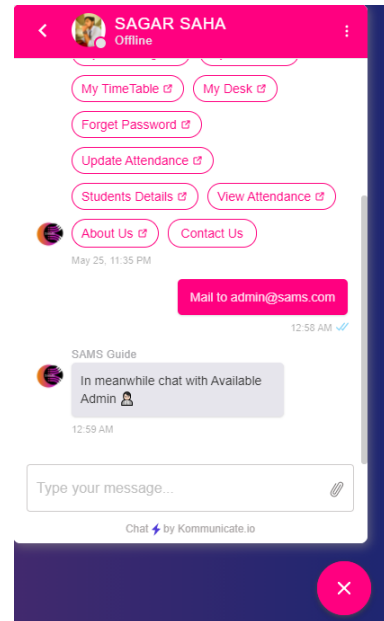 SAGAR SAHA
Offline
My TimeTable
My Desk
Forget Password
Update Attendance
Students Details
View Attendance
About Us
Contact Us
May 25, 11:35 PM
Mail to admin@sams.com
12:58 AM
SAMS Guide
In meanwhile chat with Available
Admin
12:59 AM
Type your message...
Chat by Kommunicate.io